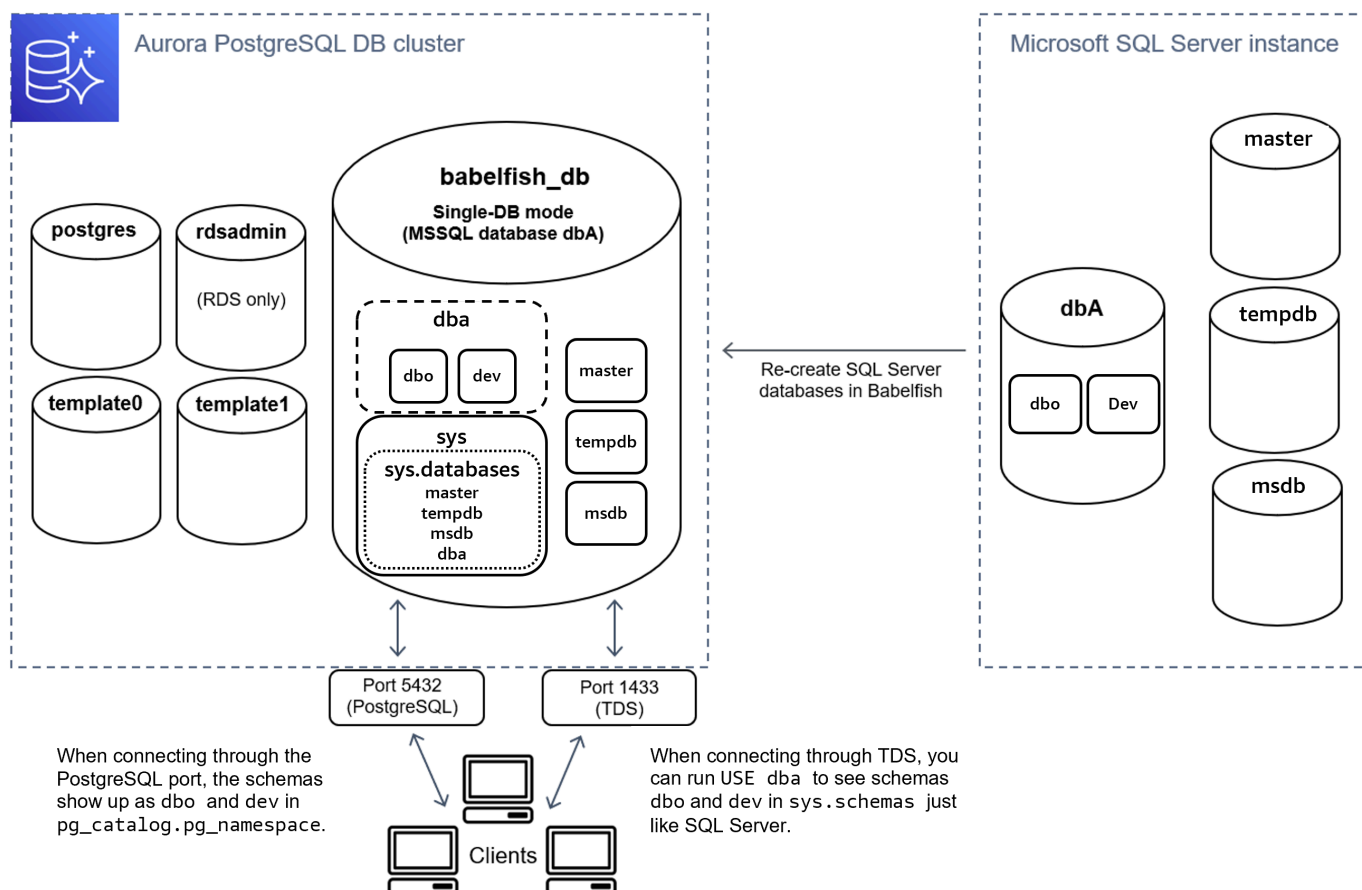 Aurora PostgreSQL DB cluster
Microsoft SQL Server instance
postgres
rdsadmin
(RDS only)
template0
template1
babelfish_db
Single-DB mode
(MSSQL database dbA)
dba
dbo
dev
master
tempdb
msdb
sys
sys.databases
master
tempdb
msdb
dba
Re-create SQL Server
databases in Babelfish
dbA
dbo
Dev
master
tempdb
msdb
Port 5432
(PostgreSQL)
Port 1433
(TDS)
When connecting through the
PostgreSQL port, the schemas
show up as dbo and dev in
pg_catalog.pg_namespace.
When connecting through TDS, you
can run USE dba to see schemas
dbo and dev in sys.schemas just
like SQL Server.
Clients